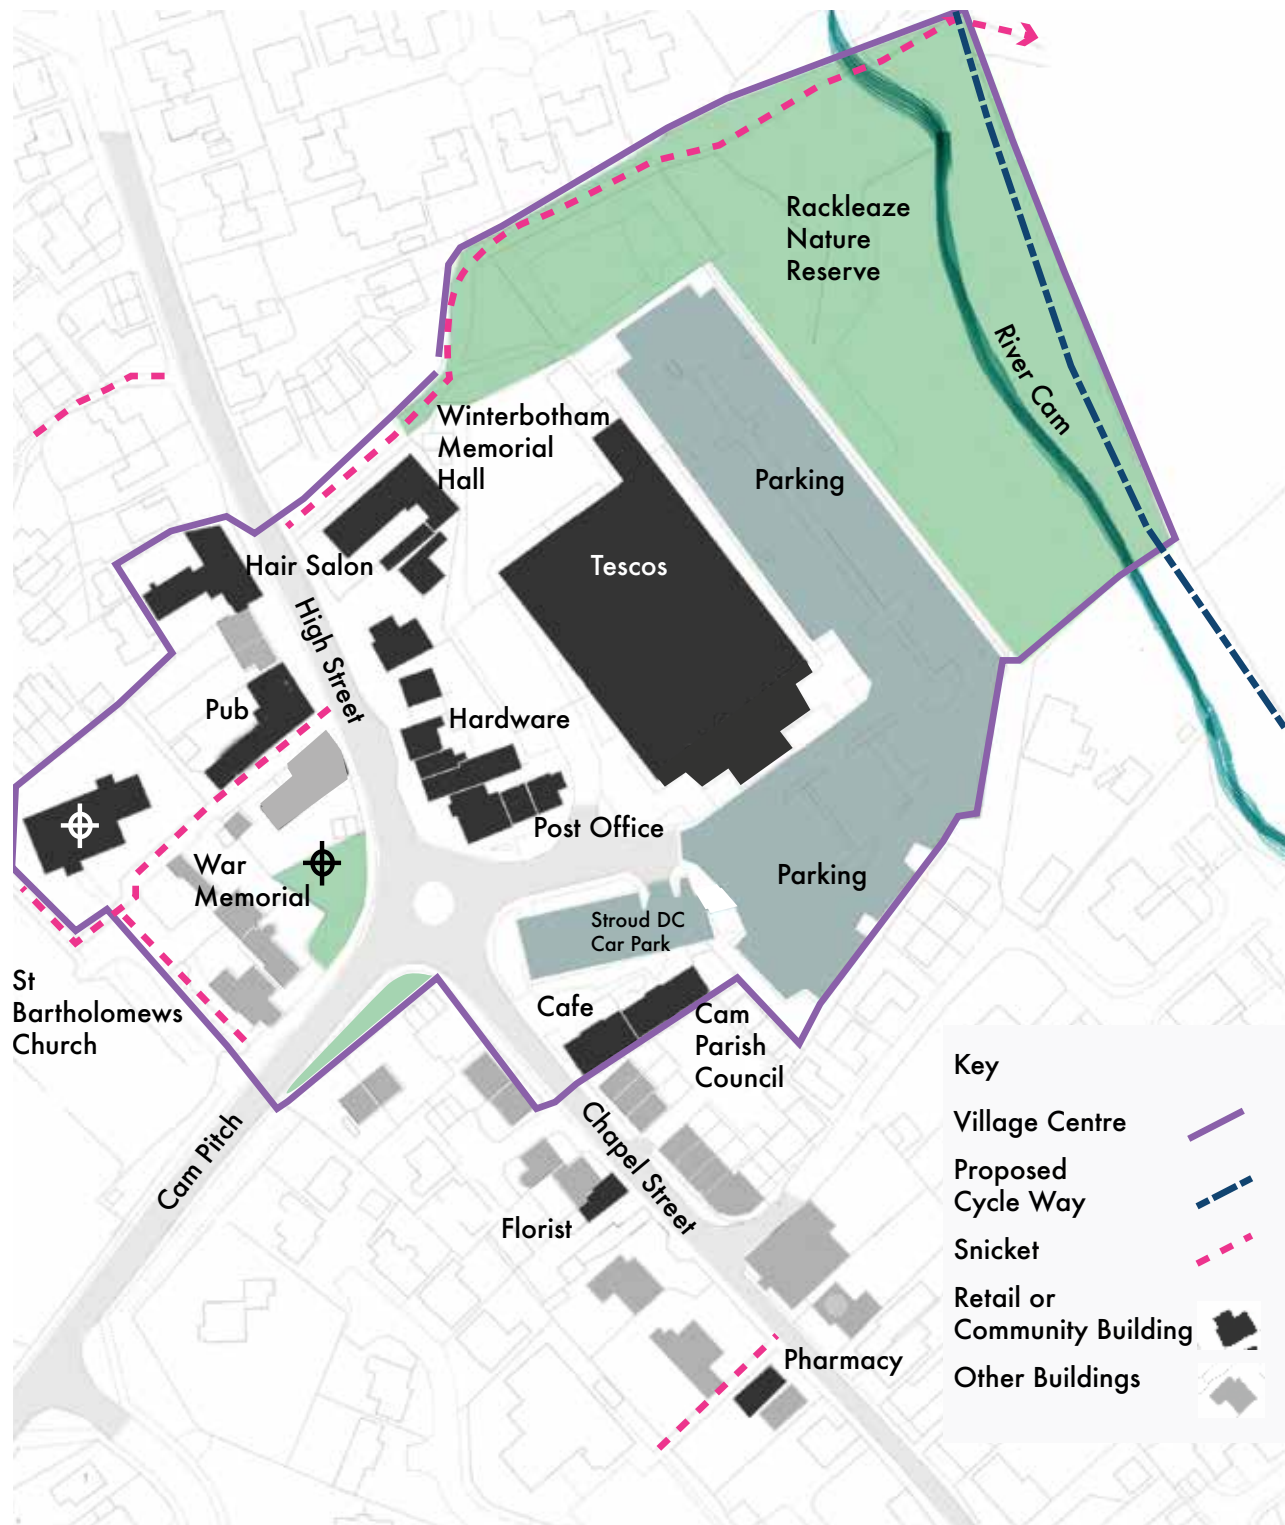 Rackleaze
Nature
Reserve
River Cam
Winterbotham
Memorial
Hall
Parking
Hair Salon
Tescos
High Street
Pub
Hardware
Post Office
War
Memorial
Parking
Stroud DC
Car Park
St
Bartholomews
Church
Cafe
Cam
Parish
Council
Cam Pitch
Chapel Street
Florist
Pharmacy
Key
Village Centre
Proposed
Cycle Way
Snicket
Retail or
Community Building
Other Buildings